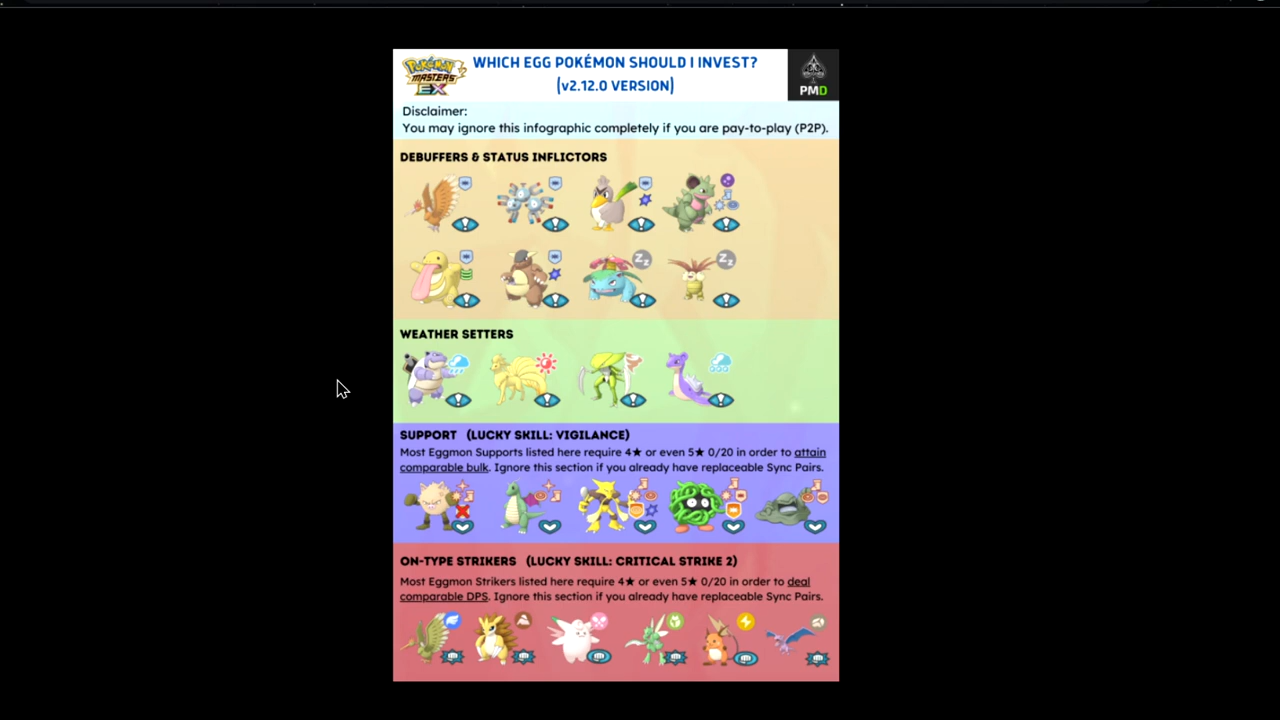 POKÉMON
MASTERS
EX
WHICH EGG POKÉMON SHOULD I INVEST?
(v2.12.0 VERSION)
PMD
Disclaimer:
You may ignore this infographic completely if you are pay-to-play (P2P).
DEBUFFERS & STATUS INFLICTORS
Zz
Zz
WEATHER SETTERS
SUPPORT (LUCKY SKILL: VIGILANCE)
Most Eggmon Supports listed here require 4★ or even 5★ 0/20 in order to attain
comparable bulk. Ignore this section if you already have replaceable Sync Pairs.
ON-TYPE STRIKERS (LUCKY SKILL: CRITICAL STRIKE 2)
Most Eggmon Strikers listed here require 4★ or even 5★ 0/20 in order to deal
comparable DPS. Ignore this section if you already have replaceable Sync Pairs.